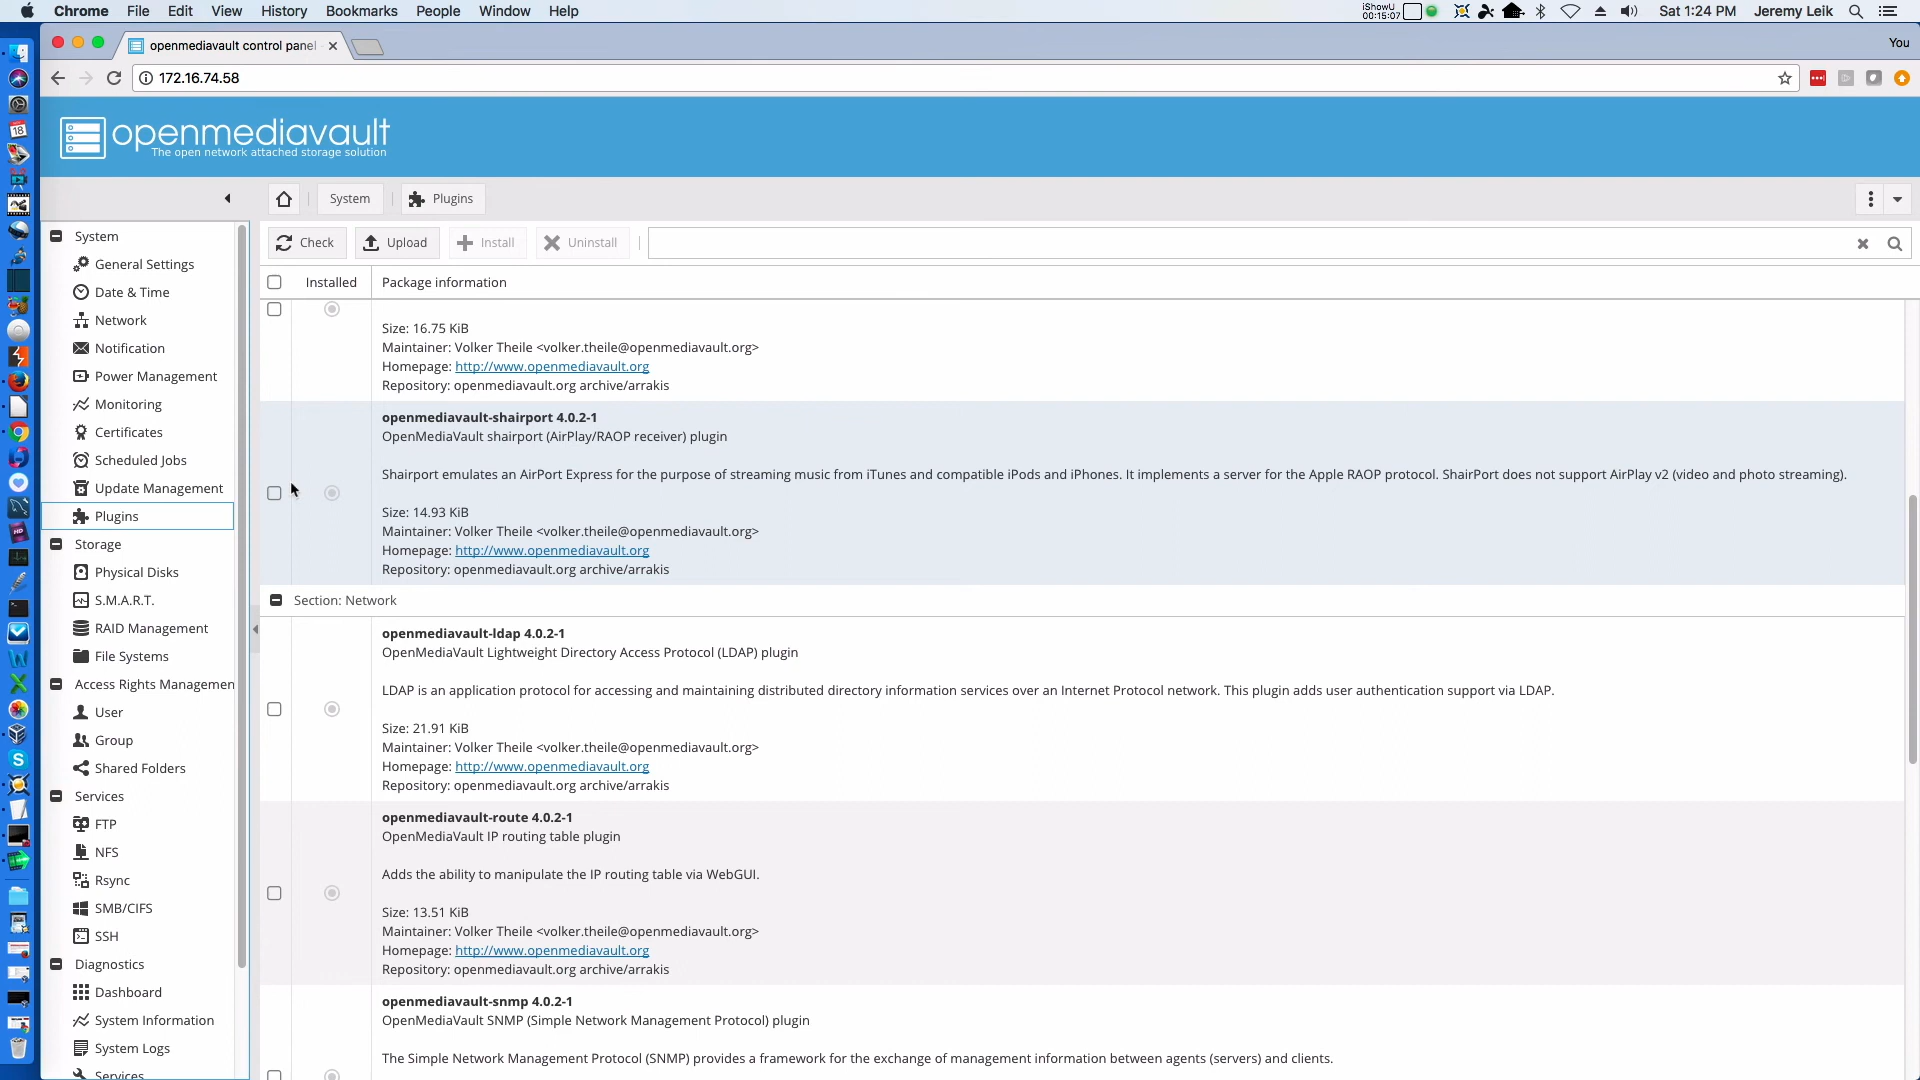 Chrome File Edit View History Bookmarks People Window Help
iShowU
00:15:07
Sat 1:24 PM Jeremy Leik
openmediavault control panel
You
172.16.74.58
openmediavault
The open network attached storage solution
System Plugins
Check Upload Install Uninstall
Installed Package information
System
General Settings
Date & Time
Network
Notification
Power Management
Monitoring
Certificates
Scheduled Jobs
Update Management
Plugins
Storage
Physical Disks
S.M.A.R.T.
RAID Management
File Systems
Access Rights Managemen
User
Group
Shared Folders
Services
FTP
NFS
Rsync
SMB/CIFS
SSH
Diagnostics
Dashboard
System Information
System Logs
Services
Size: 16.75 KiB
Maintainer: Volker Theile <volker.theile@openmediavault.org>
Homepage: http://www.openmediavault.org
Repository: openmediavault.org archive/arrakis
openmediavault-shairport 4.0.2-1
OpenMediaVault shairport (AirPlay/RAOP receiver) plugin
Shairport emulates an AirPort Express for the purpose of streaming music from iTunes and compatible iPods and iPhones. It implements a server for the Apple RAOP protocol. ShairPort does not support AirPlay v2 (video and photo streaming).
Size: 14.93 KiB
Maintainer: Volker Theile <volker.theile@openmediavault.org>
Homepage: http://www.openmediavault.org
Repository: openmediavault.org archive/arrakis
Section: Network
openmediavault-ldap 4.0.2-1
OpenMediaVault Lightweight Directory Access Protocol (LDAP) plugin
LDAP is an application protocol for accessing and maintaining distributed directory information services over an Internet Protocol network. This plugin adds user authentication support via LDAP.
Size: 21.91 KiB
Maintainer: Volker Theile <volker.theile@openmediavault.org>
Homepage: http://www.openmediavault.org
Repository: openmediavault.org archive/arrakis
openmediavault-route 4.0.2-1
OpenMediaVault IP routing table plugin
Adds the ability to manipulate the IP routing table via WebGUI.
Size: 13.51 KiB
Maintainer: Volker Theile <volker.theile@openmediavault.org>
Homepage: http://www.openmediavault.org
Repository: openmediavault.org archive/arrakis
openmediavault-snmp 4.0.2-1
OpenMediaVault SNMP (Simple Network Management Protocol) plugin
The Simple Network Management Protocol (SNMP) provides a framework for the exchange of management information between agents (servers) and clients.